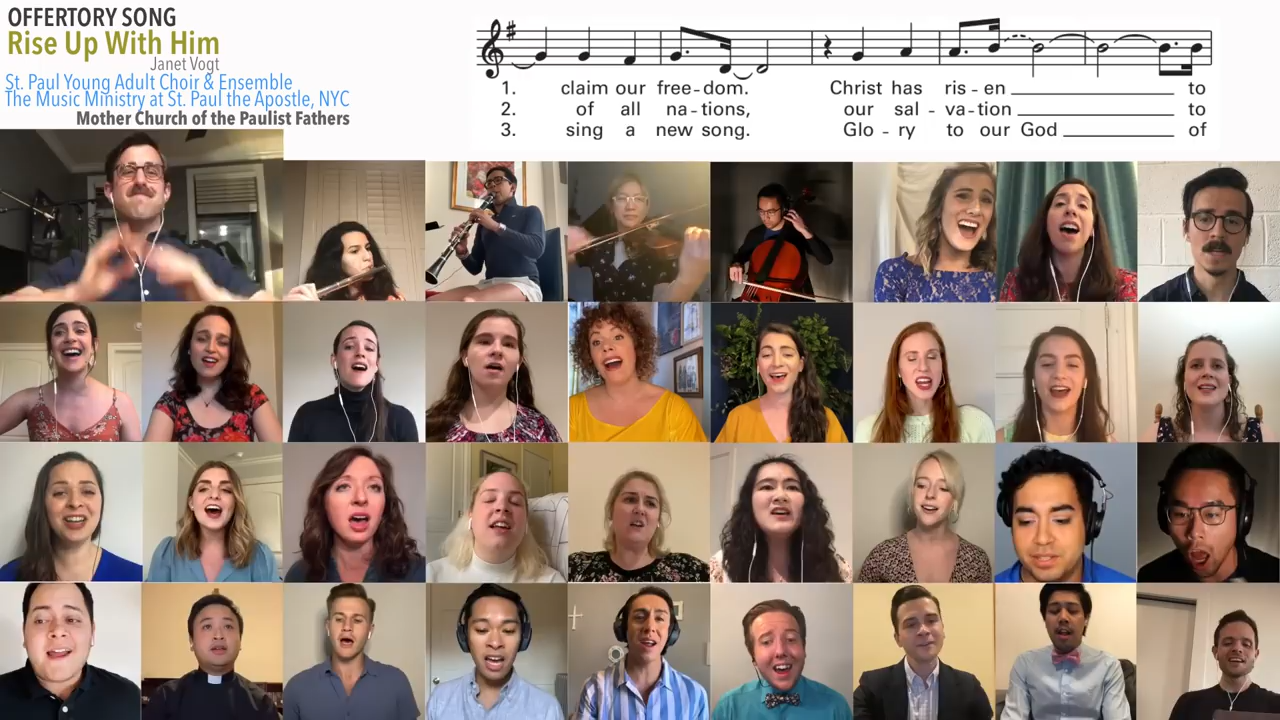 OFFERTORY SONG
Rise Up With Him
Janet Vogt
St. Paul Young Adult Choir & Ensemble
The Music Ministry at St. Paul the Apostle, NYC
Mother Church of the Paulist Fathers
1. claim our free-dom. Christ has ris-en ____ to
2. of all na-tions, our sal-va-tion ____ to
3. sing a new song. Glo-ry to our God ____ of